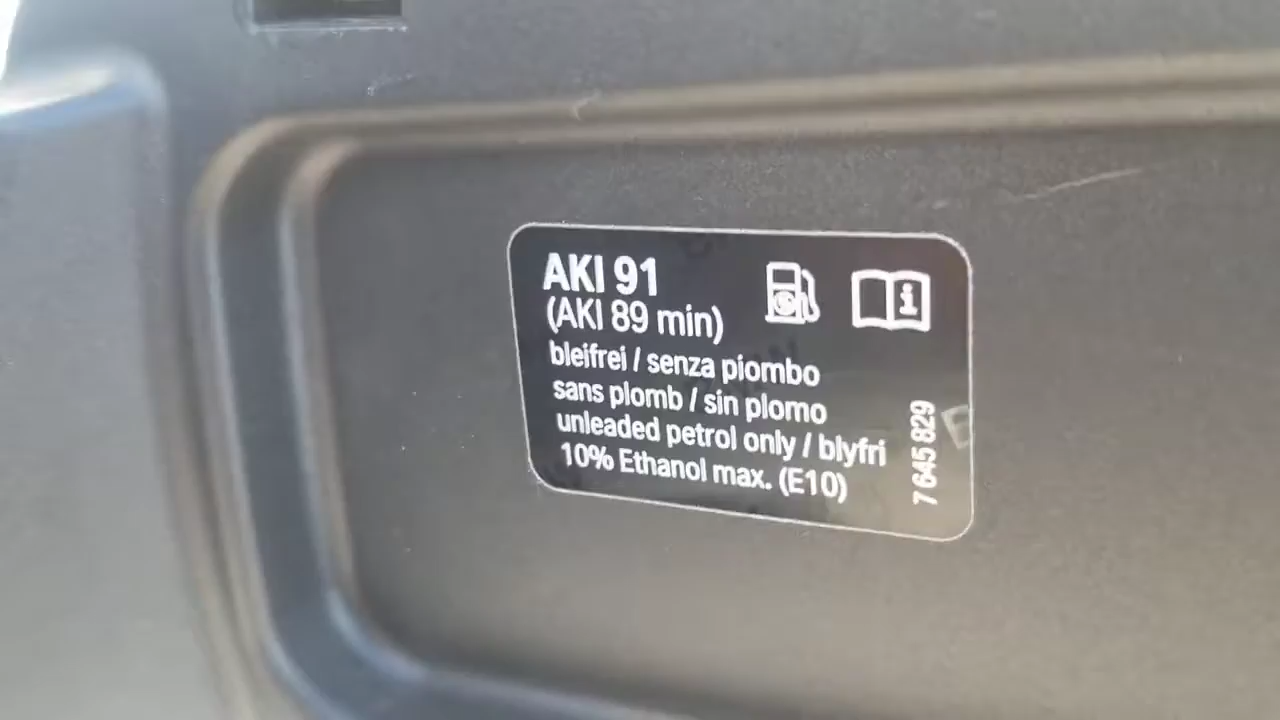 AKI 91
(AKI 89 min)
bleifrei / senza piombo
sans plomb / sin plomo
unleaded petrol only / blyfri
10% Ethanol max. (E10)
7 645 829